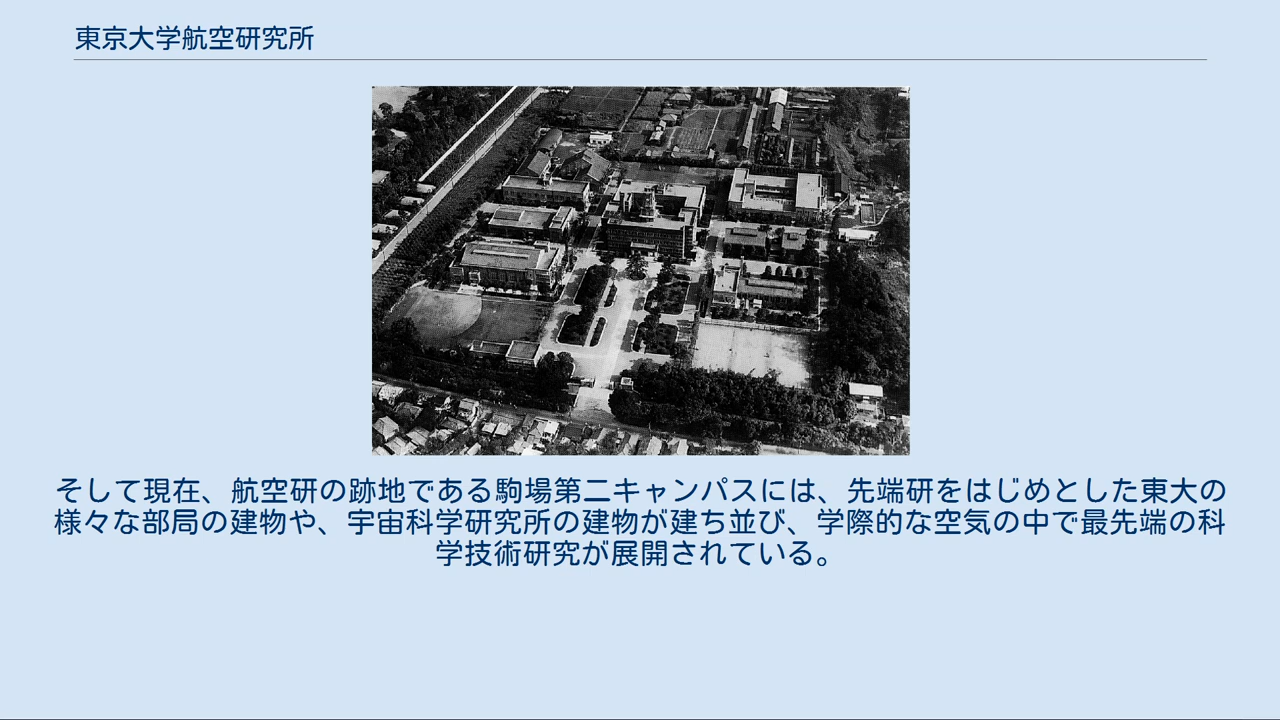 東京大学航空研究所
そして現在、航空研の跡地である駒場第二キャンパスには、先端研をはじめとした東大の
様々な部局の建物や、宇宙科学研究所の建物が建ち並び、学際的な空気の中で最先端の科
学技術研究が展開されている。